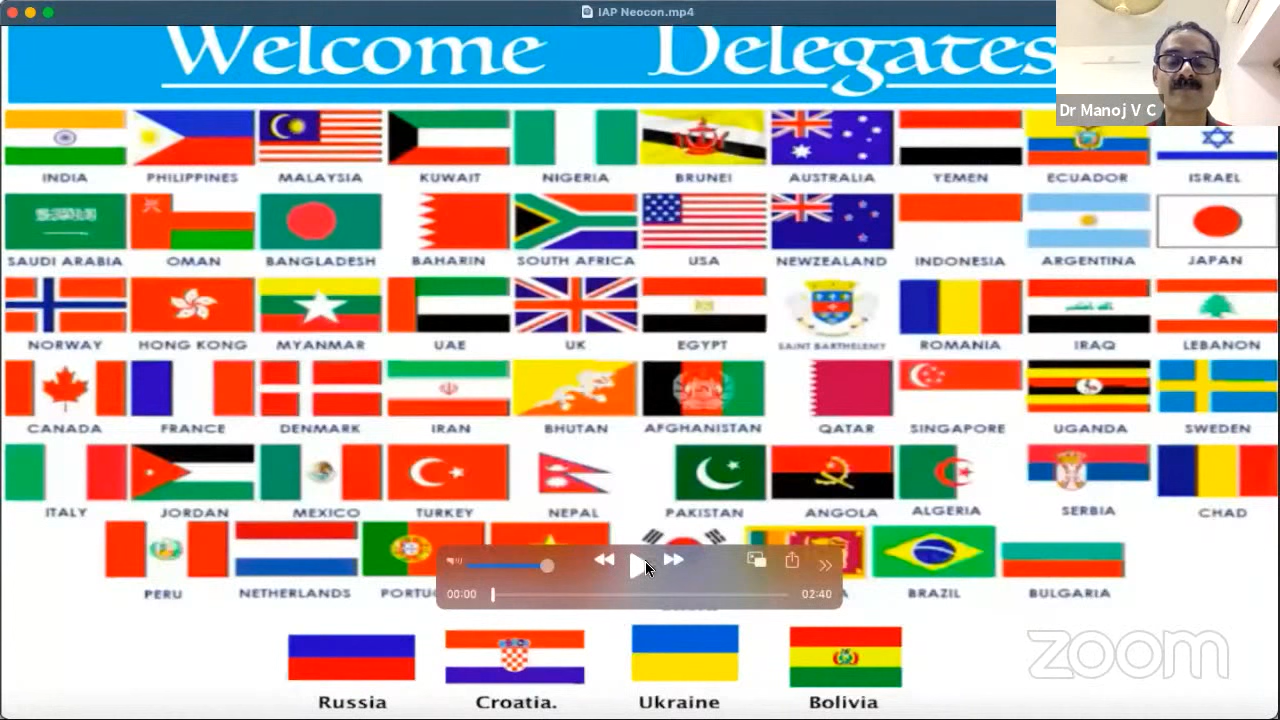 IAP Neocon.mp4
Welcome Delegates
Dr Manoj V C
INDIA PHILIPPINES MALAYSIA KUWAIT NIGERIA BRUNEI AUSTRALIA YEMEN ECUADOR ISRAEL
SAUDI ARABIA OMAN BANGLADESH BAHARIN SOUTH AFRICA USA NEWZEALAND INDONESIA ARGENTINA JAPAN
NORWAY HONG KONG MYANMAR UAE UK EGYPT SAINT BARTHELEMY ROMANIA IRAQ LEBANON
CANADA FRANCE DENMARK IRAN BHUTAN AFGHANISTAN QATAR SINGAPORE UGANDA SWEDEN
ITALY JORDAN MEXICO TURKEY NEPAL PAKISTAN ANGOLA ALGERIA SERBIA CHAD
PERU NETHERLANDS PORTU BRAZIL BULGARIA
00:00 02:40
Russia Croatia. Ukraine Bolivia
zoom